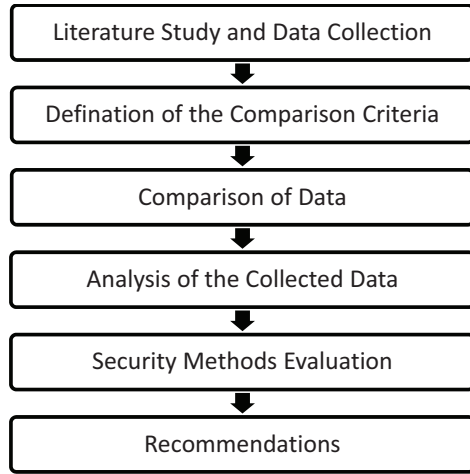 Literature Study and Data Collection
Defination of the Comparison Criteria
Comparison of Data
Analysis of the Collected Data
Security Methods Evaluation
Recommendations